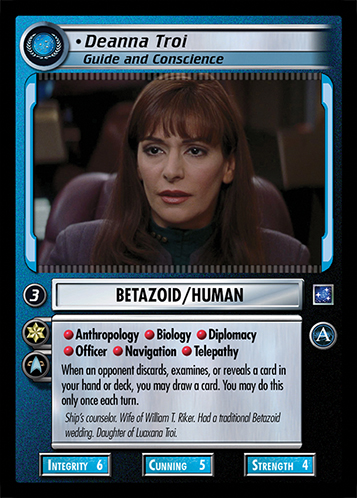 • Deanna Troi
Guide and Conscience
3
BETAZOID/HUMAN
• Anthropology • Biology • Diplomacy
• Officer • Navigation • Telepathy
A
When an opponent discards, examines, or reveals a card in
your hand or deck, you may draw a card. You may do this
only once each turn.
Ship's counselor. Wife of William T. Riker. Had a traditional Betazoid
wedding. Daughter of Lwaxana Troi.
INTEGRITY 6 CUNNING 5 STRENGTH 4